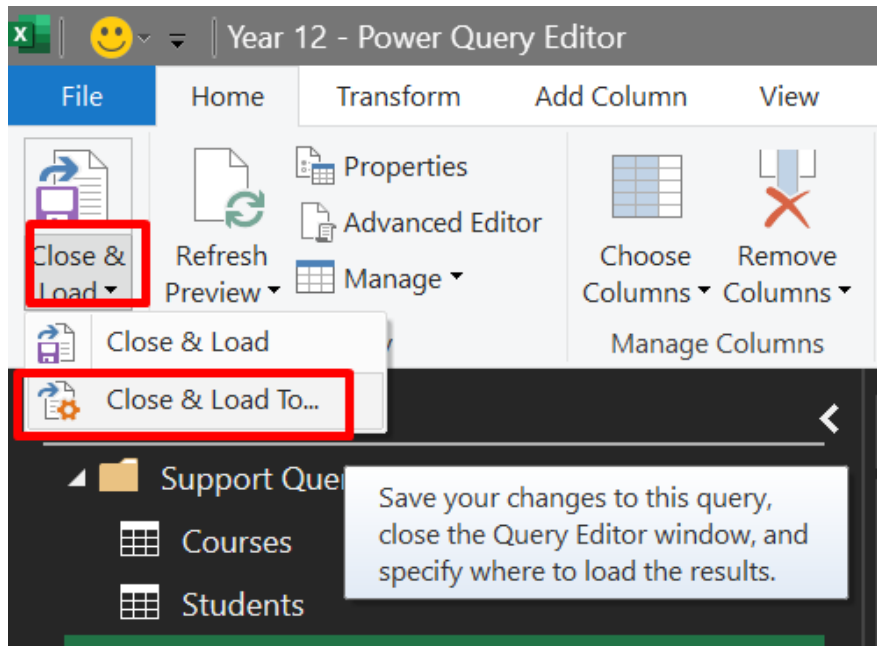 Year 12 - Power Query Editor
File Home Transform Add Column View
Properties
Advanced Editor
Manage
Close &
Load
Refresh
Preview
Choose
Columns
Remove
Columns
Manage Columns
Close & Load
Close & Load To...
Support
Courses
Students
Save your changes to this query,
close the Query Editor window, and
specify where to load the results.